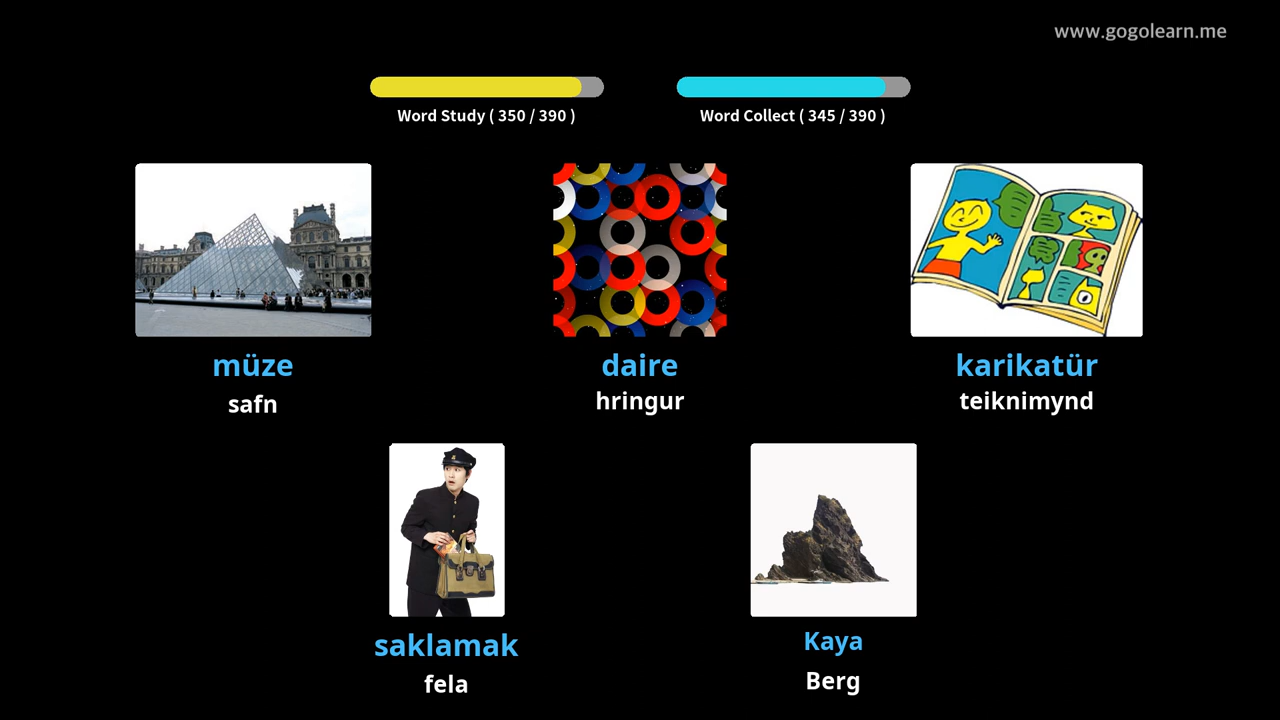 www.gogolearn.me
Word Study ( 350 / 390 )
Word Collect ( 345 / 390 )
müze
safn
daire
hringur
karikatür
teiknimynd
saklamak
fela
Kaya
Berg